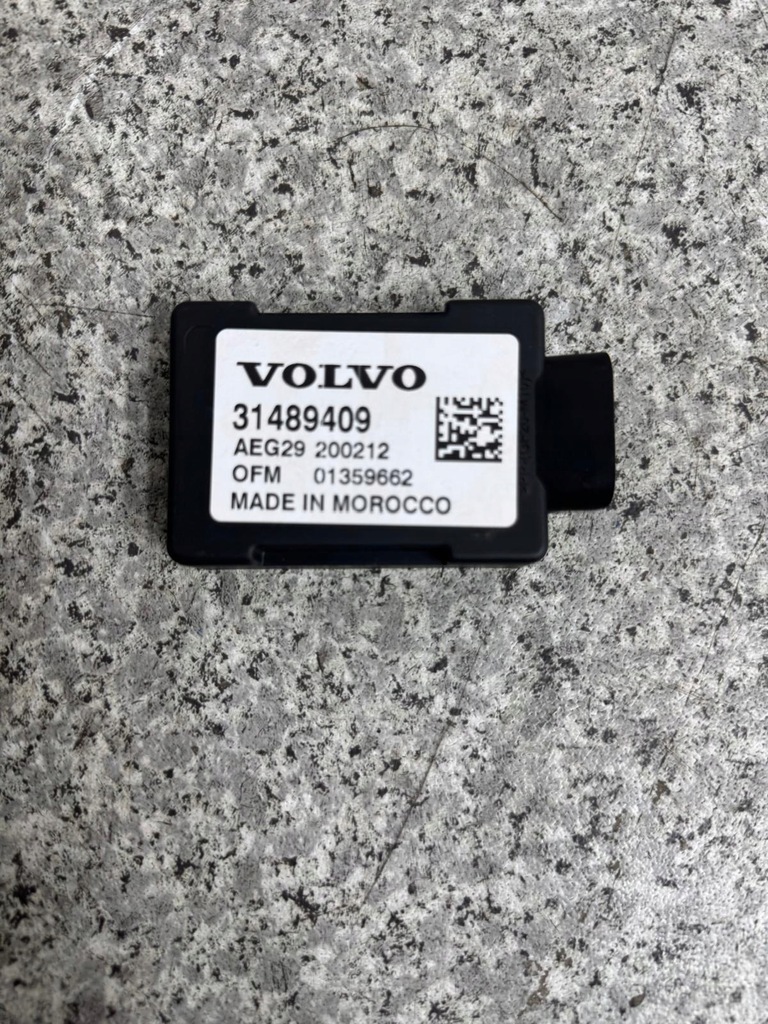 VOLVO
31489409
AEG29 200212
OFM 01359662
MADE IN MOROCCO